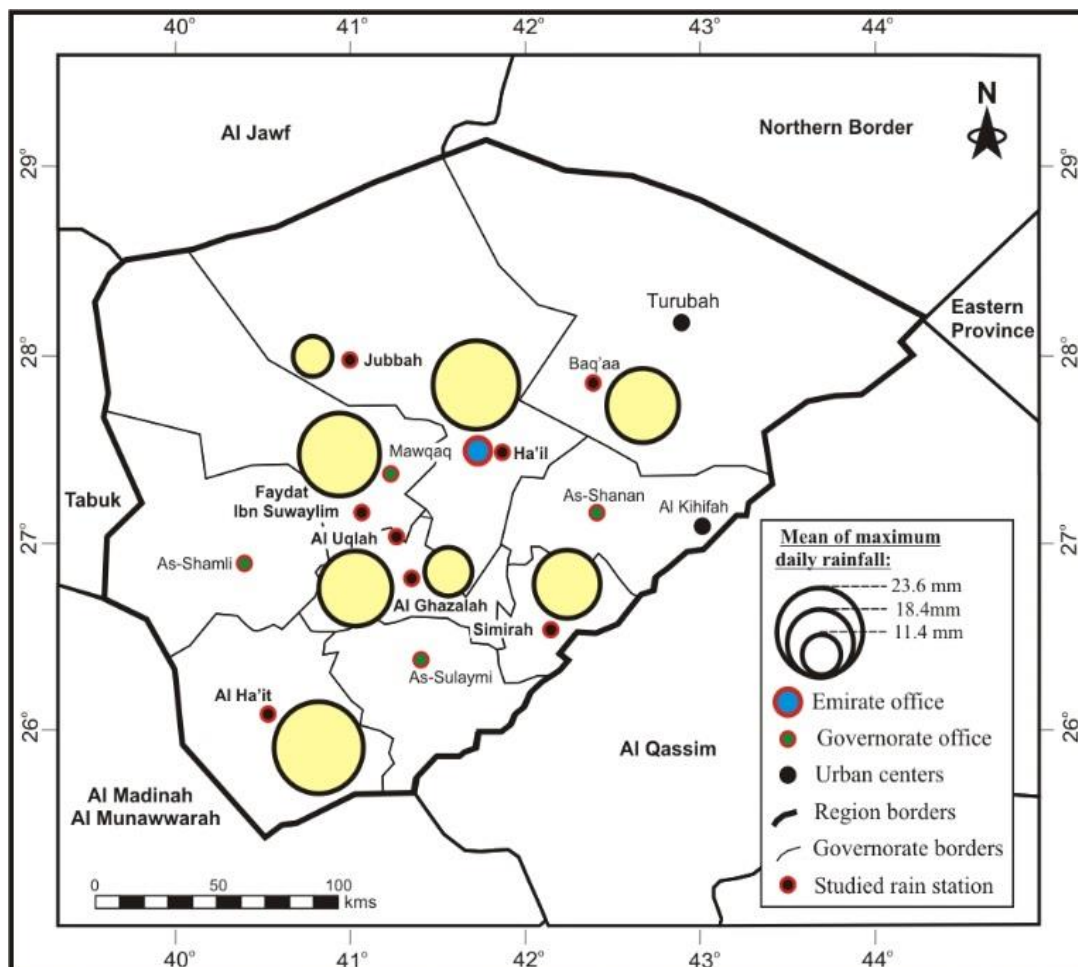 40° 41° 42° 43° 44°
N
Al Jawf
Northern Border
29° 29°
Turubah
Eastern
Province
28° 28°
Jubbah
Baq'aa
Mawqaq
Ha'il
Tabuk
Faydat
Ibn Suwaylim
As-Shanan
Al Kihifah
27° 27°
Al Uqlah
As-Shamli
Al Ghazalah
Simirah
As-Sulaymi
Al Ha'it
26° 26°
Al Qassim
Al Madinah
Al Munawwarah
Mean of maximum
daily rainfall:
23.6 mm
18.4mm
11.4 mm
Emirate office
Governorate office
Urban centers
Region borders
Governorate borders
Studied rain station
0 20 40 60 80 100
kms
40° 41° 42° 43° 44°